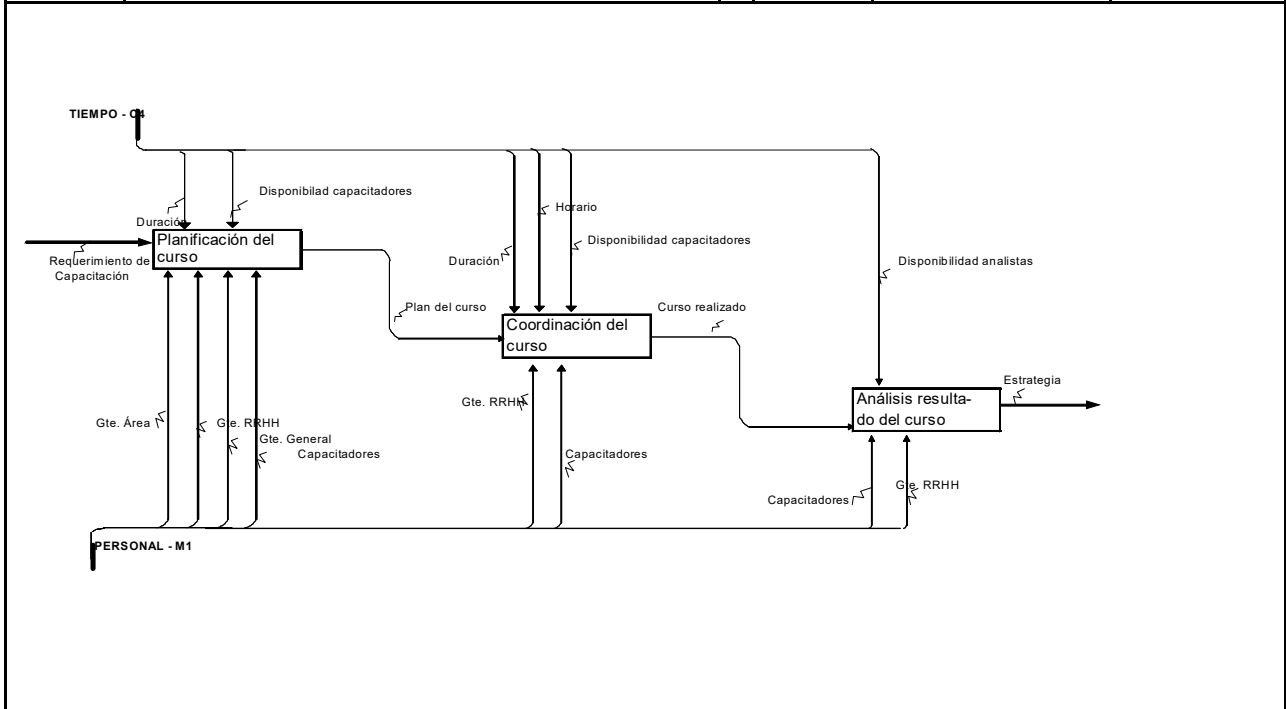 TIEMPO - C4
Disponibilad capacitadores
Duración
Horario
Planificación del
curso
Requerimiento de
Capacitación
Duración
Disponibilidad capacitadores
Disponibilidad analistas
Plan del curso
Curso realizado
Coordinación del
curso
Estrategia
Gte. RRHH
Análisis resulta-
do del curso
Gte. Área
Gte. RRHH
Gte. General
Capacitadores
Capacitadores
Gte. RRHH
Capacitadores
PERSONAL - M1